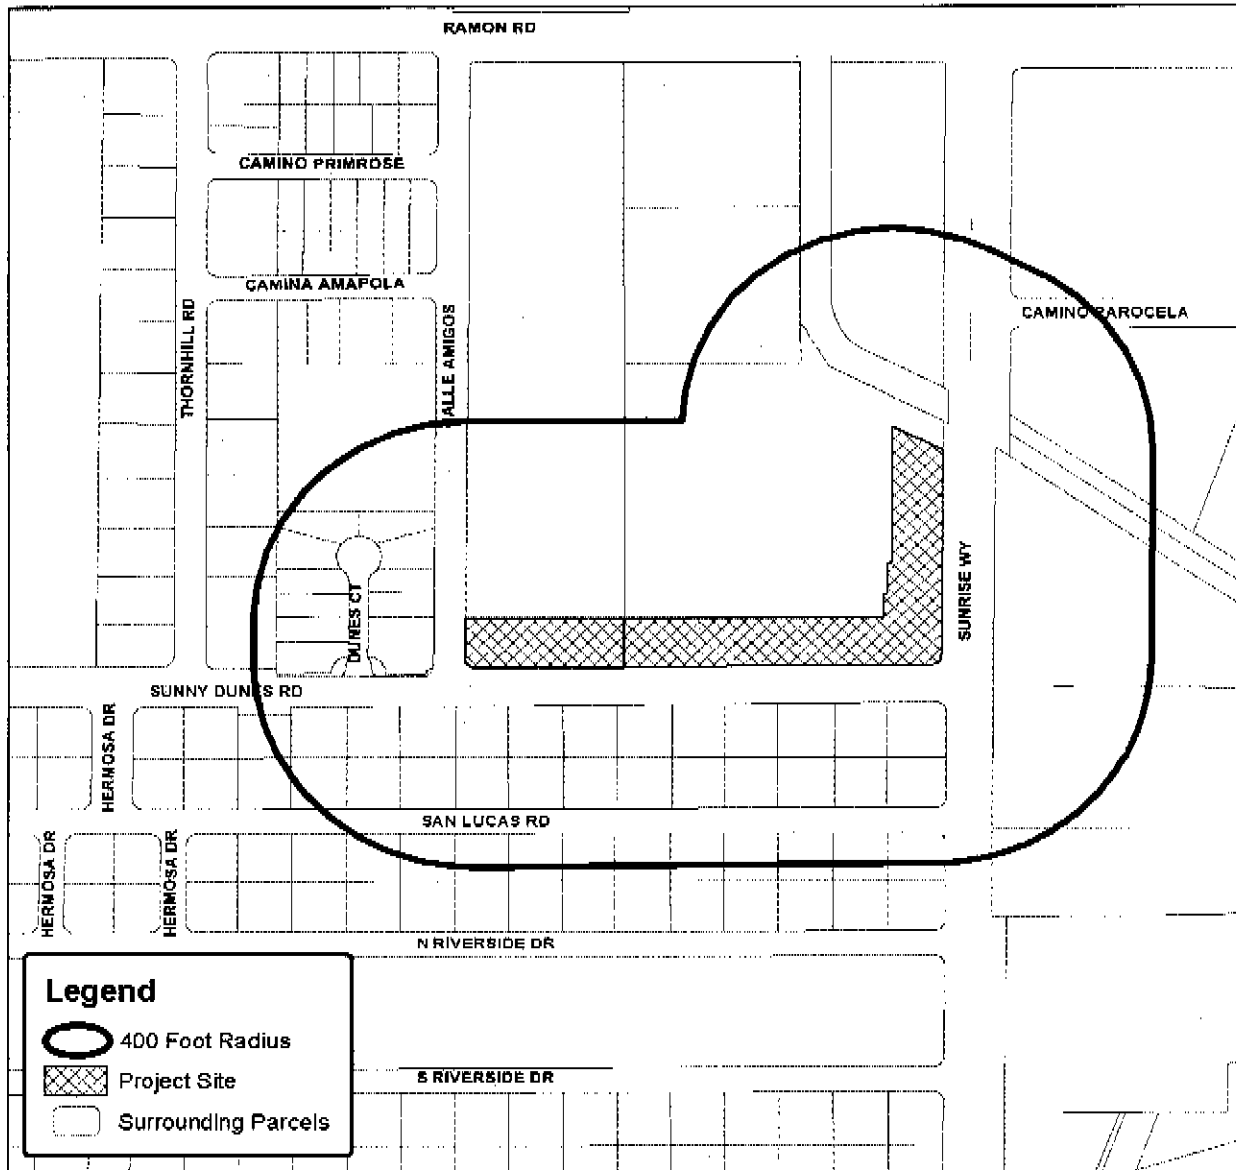 RAMON RD
CAMINO PRIMROSE
CAMINA AMAPOLA
THORNHILL RD
ALLE AMIGOS
CAMINO PAROCELA
DUNES CT
SUNRISE WY
SUNNY DUNES RD
HERMOSA DR
SAN LUCAS RD
HERMOSA DR
HERMOSA DR
N RIVERSIDE DR
Legend
400 Foot Radius
Project Site
Surrounding Parcels
S RIVERSIDE DR